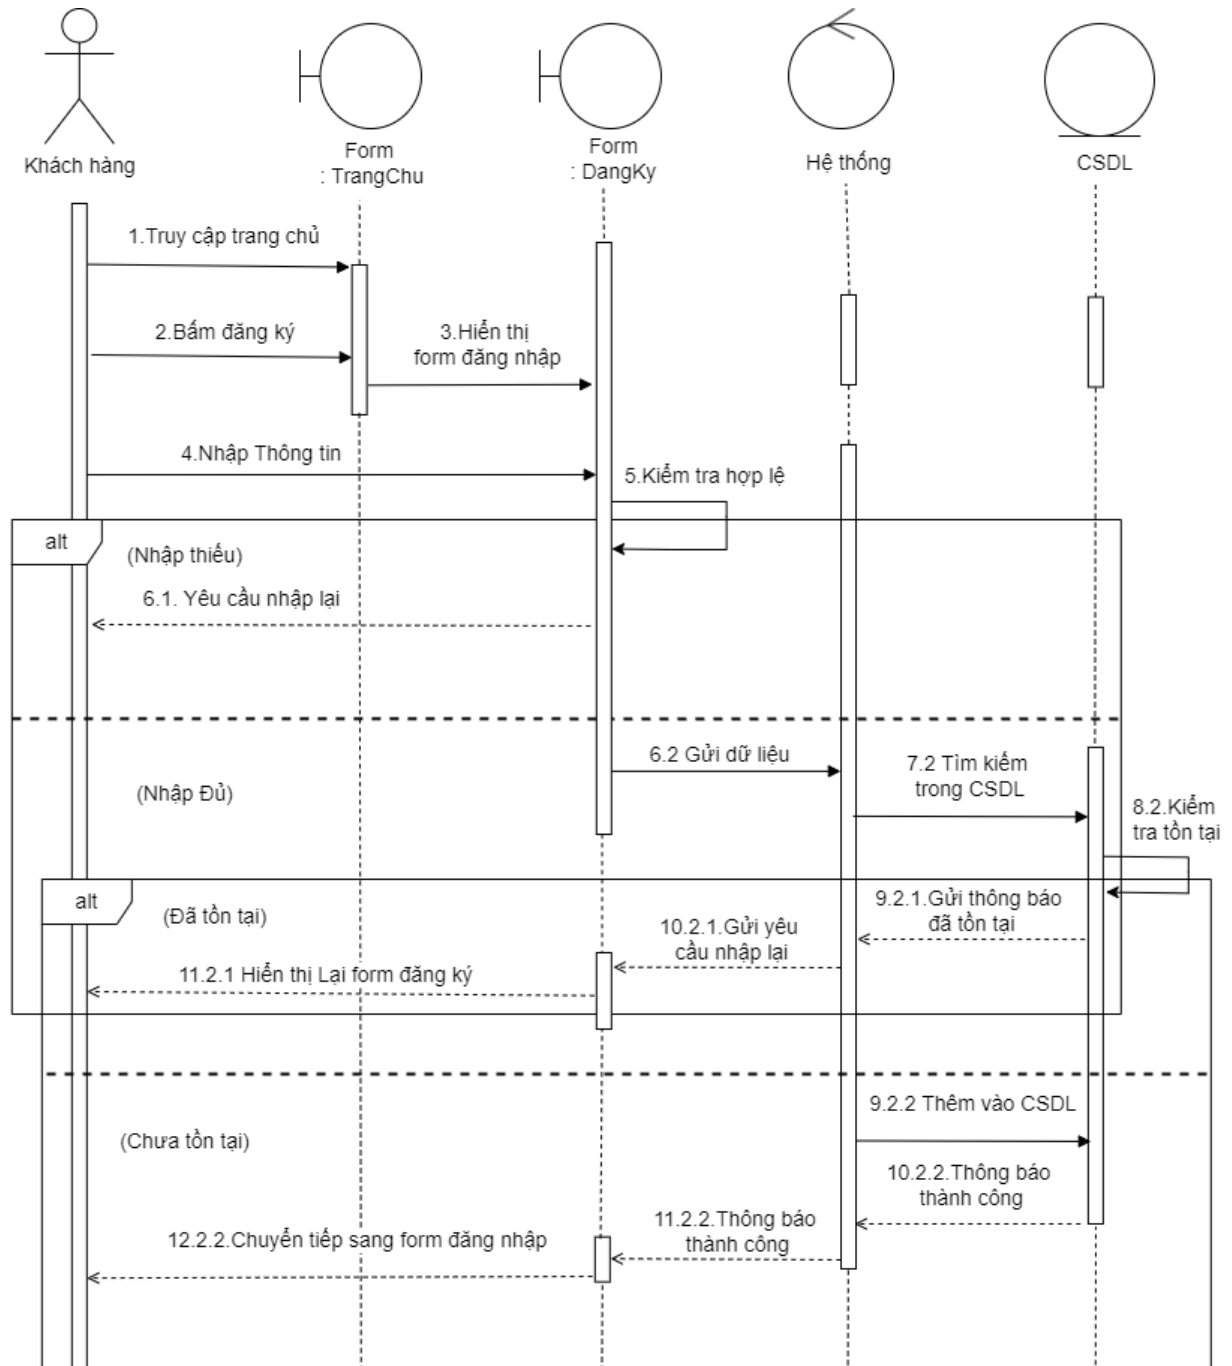 Khách hàng
Form
: TrangChu
Form
: DangKy
Hệ thống
CSDL
1.Truy cập trang chủ
2.Bấm đăng ký
3.Hiển thị
form đăng nhập
4.Nhập Thông tin
5.Kiểm tra hợp lệ
alt
(Nhập thiếu)
6.1. Yêu cầu nhập lại
6.2 Gửi dữ liệu
7.2 Tìm kiếm
trong CSDL
(Nhập Đủ)
8.2.Kiểm
tra tồn tại
alt
(Đã tồn tại)
9.2.1.Gửi thông báo
đã tồn tại
10.2.1.Gửi yêu
cầu nhập lại
11.2.1 Hiển thị Lại form đăng ký
9.2.2 Thêm vào CSDL
(Chưa tồn tại)
10.2.2.Thông báo
thành công
11.2.2.Thông báo
thành công
12.2.2.Chuyển tiếp sang form đăng nhập